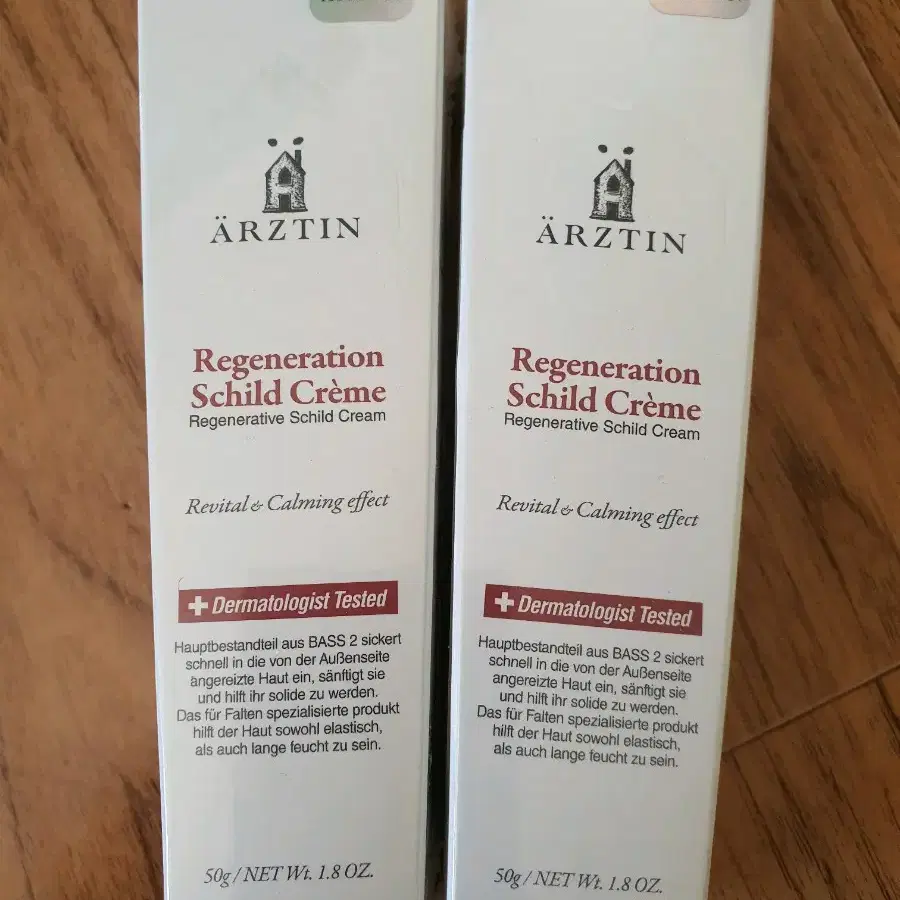 ÄRZTIN
Regeneration
Schild Crème
Regenerative Schild Cream
Revital & Calming effect
Dermatologist Tested
Hauptbestandteil aus BASS 2 sickert
schnell in die von der Außenseite
angereizte Haut ein, sänftigt sie
und hilft ihr solide zu werden.
Das für Falten spezialisierte produkt
hilft der Haut sowohl elastisch,
als auch lange feucht zu sein.
50g / NET Wt. 1.8 OZ.
ÄRZTIN
Regeneration
Schild Crème
Regenerative Schild Cream
Revital & Calming effect
Dermatologist Tested
Hauptbestandteil aus BASS 2 sickert
schnell in die von der Außenseite
angereizte Haut ein, sänftigt sie
und hilft ihr solide zu werden.
Das für Falten spezialisierte produkt
hilft der Haut sowohl elastisch,
als auch lange feucht zu sein.
50g / NET Wt. 1.8 OZ.